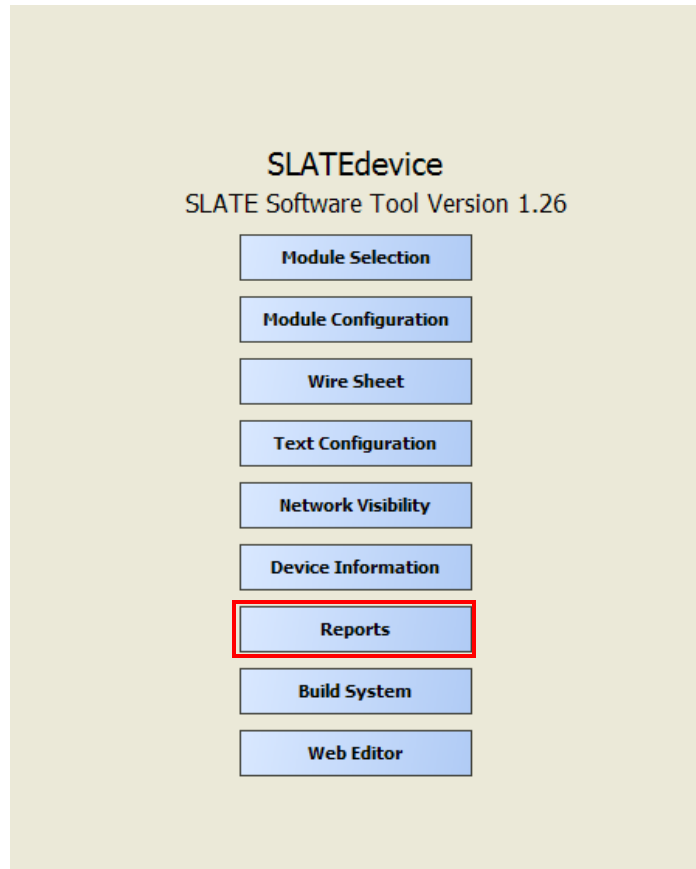 SLATEdevice
SLATE Software Tool Version 1.26
Module Selection
Module Configuration
Wire Sheet
Text Configuration
Network Visibility
Device Information
Reports
Build System
Web Editor